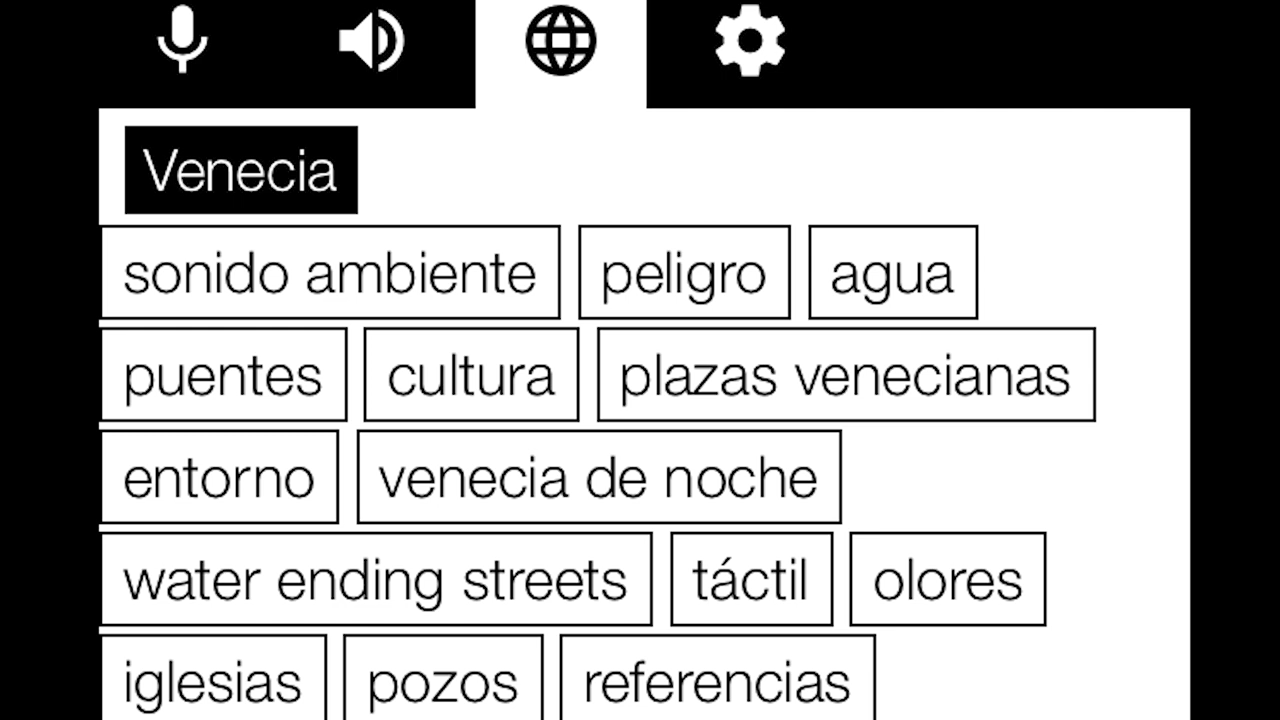 Venecia
sonido ambiente peligro agua
puentes cultura plazas venecianas
entorno venecia de noche
water ending streets táctil olores
iglesias pozos referencias